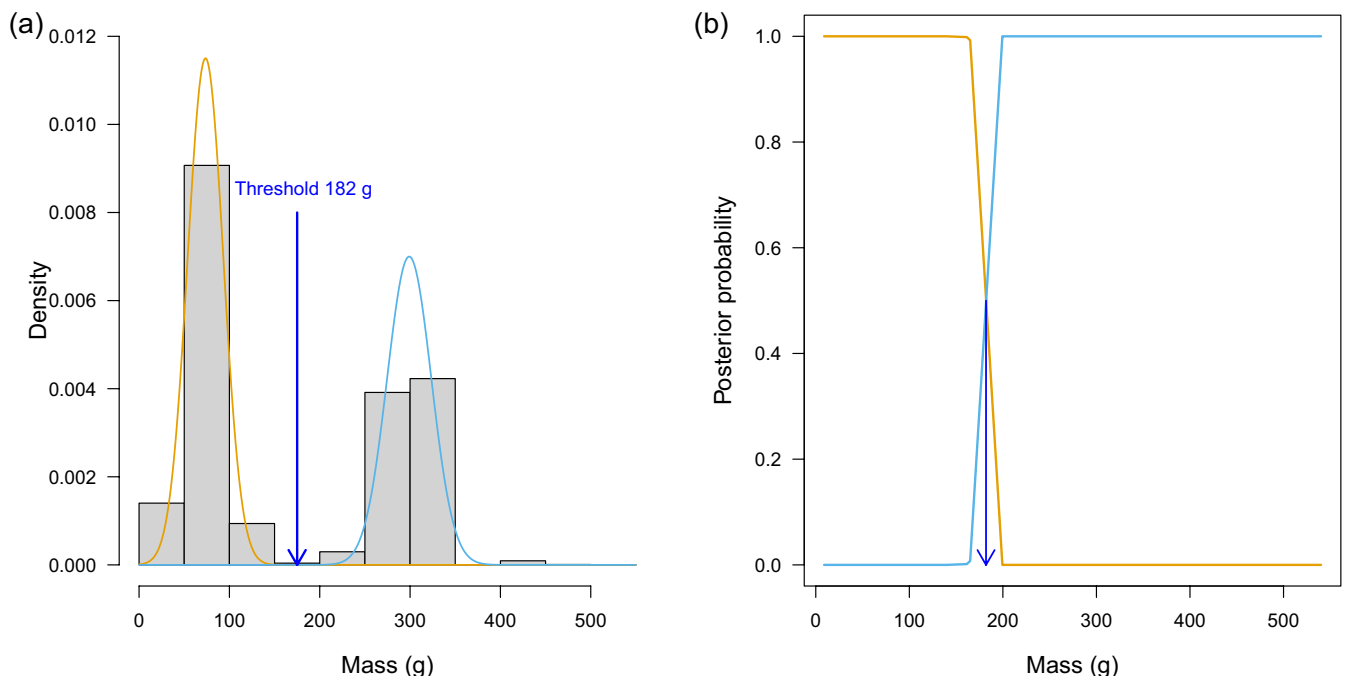 (a)
0.012
0.010
0.008
0.006
0.004
0.002
0.000
Density
Threshold 182 g
0 100 200 300 400 500
Mass (g)
(b)
1.0
0.8
0.6
0.4
0.2
0.0
Posterior probability
0 100 200 300 400 500
Mass (g)